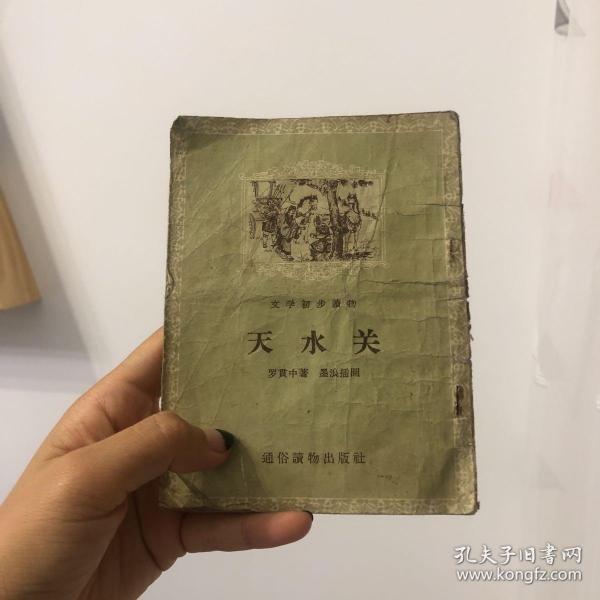 文学初步讀物
天水关
罗貫中著 墨浪插圖
通俗讀物出版社
孔夫子旧书网
www.kongfz.com